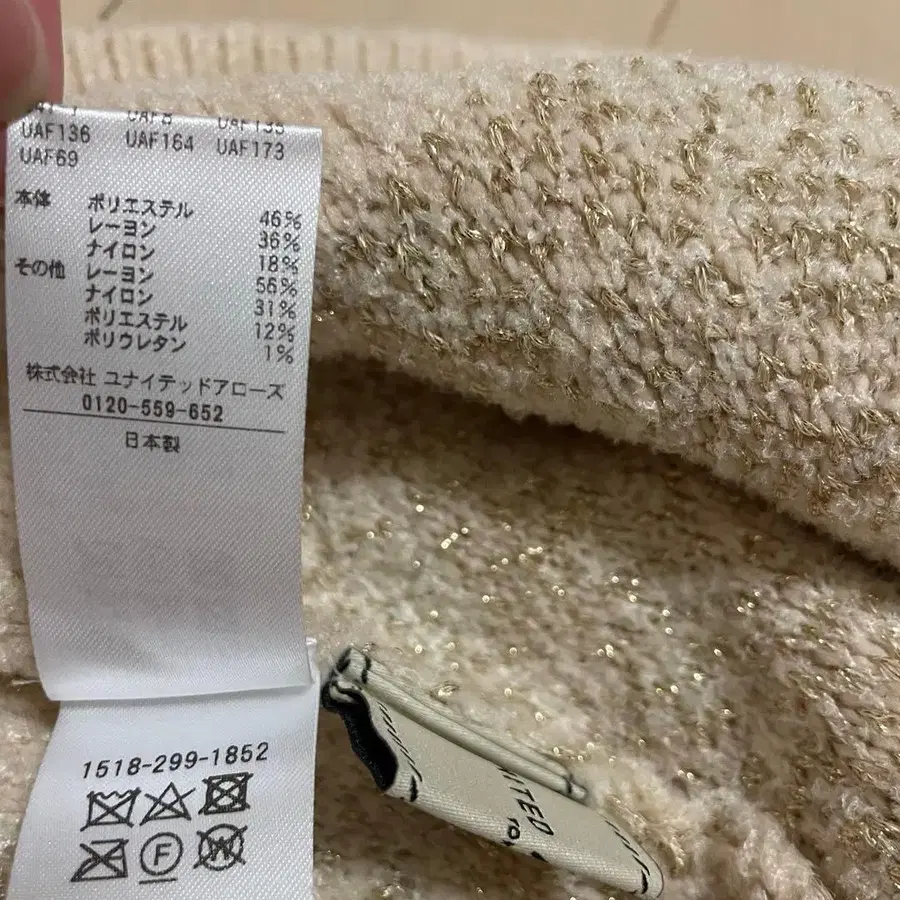 UAF136 UAF164 UAF173
UAF69
本体 ポリエステル 46%
レーヨン 36%
ナイロン 18%
その他 レーヨン 56%
ナイロン 31%
ポリエステル 12%
ポリウレタン 1%
株式会社 ユナイテッドアローズ
0120-559-652
日本製
1518-299-1852
F W